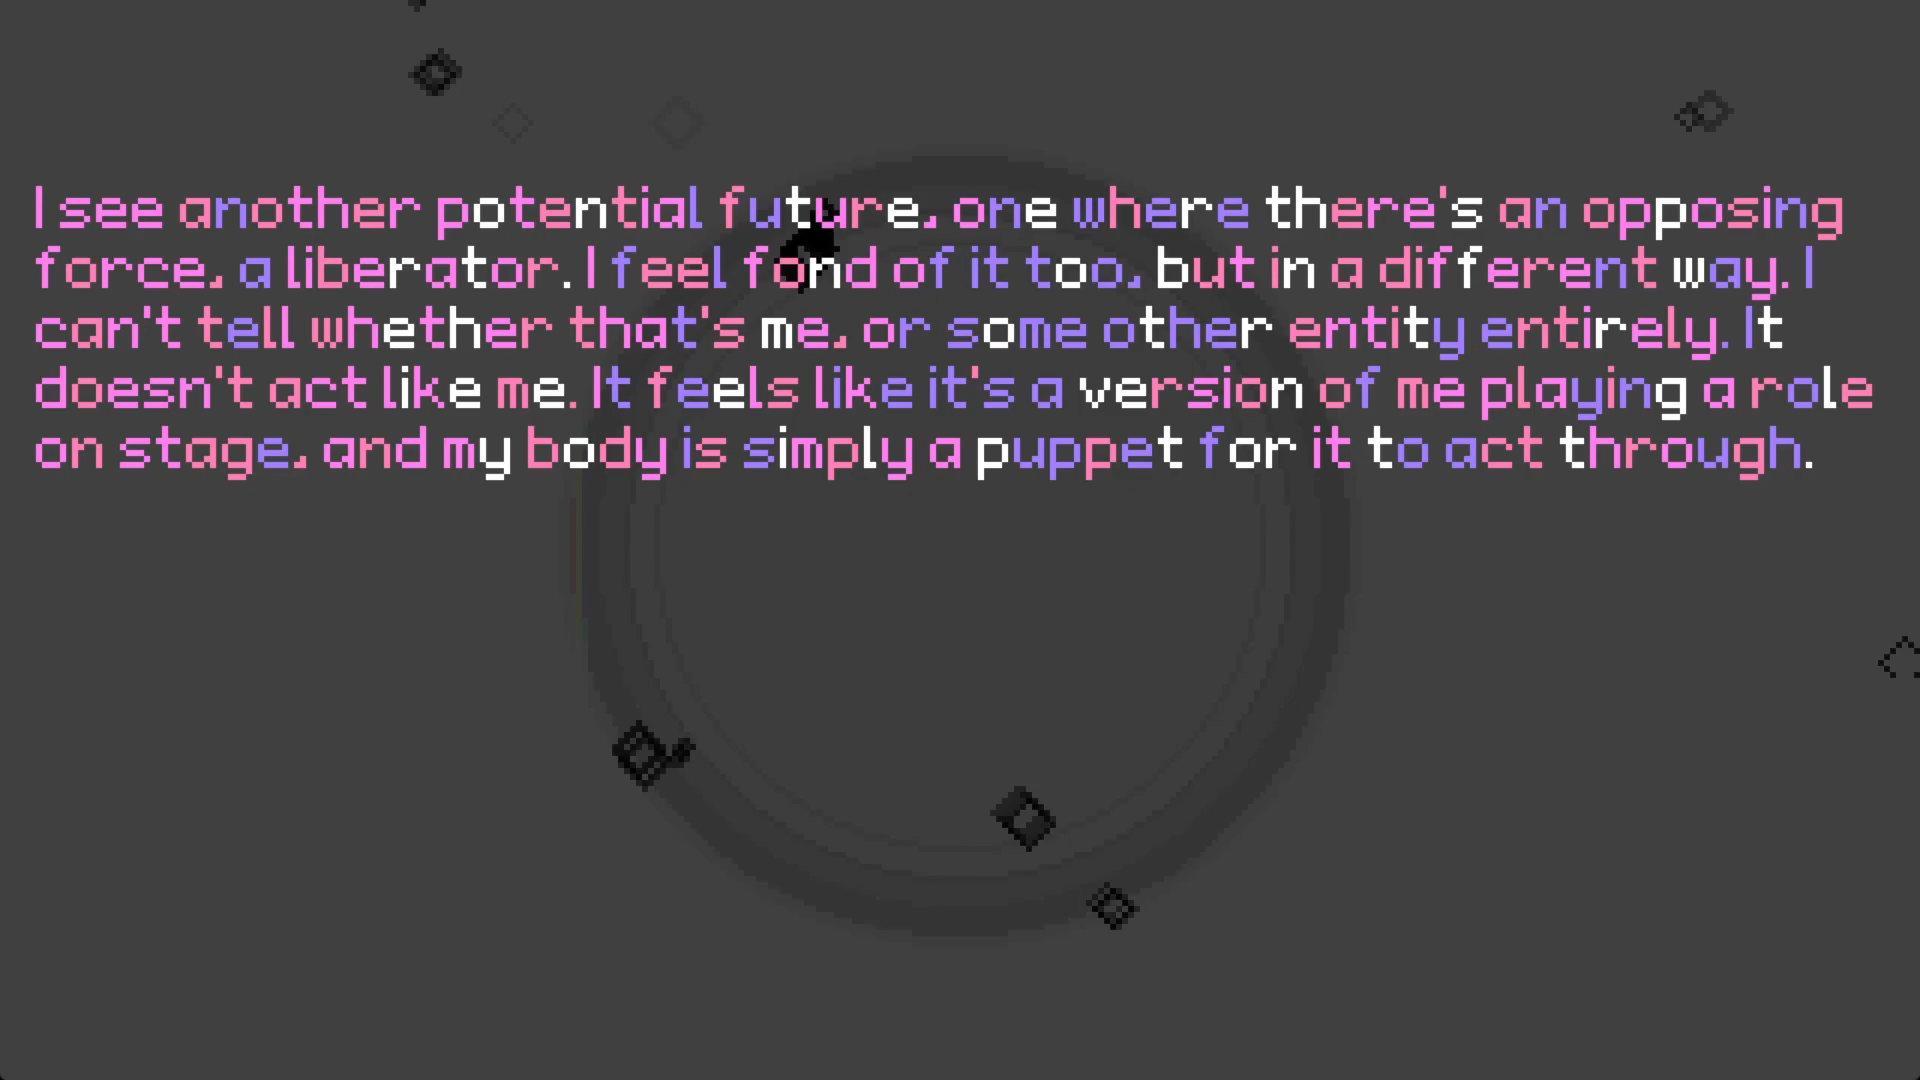 I see another potential future, one where there's an opposing
force, a liberator. I feel fond of it too, but in a different way. I
can't tell whether that's me, or some other entity entirely. It
doesn't act like me. It feels like it's a version of me playing a role
on stage, and my body is simply a puppet for it to act through.